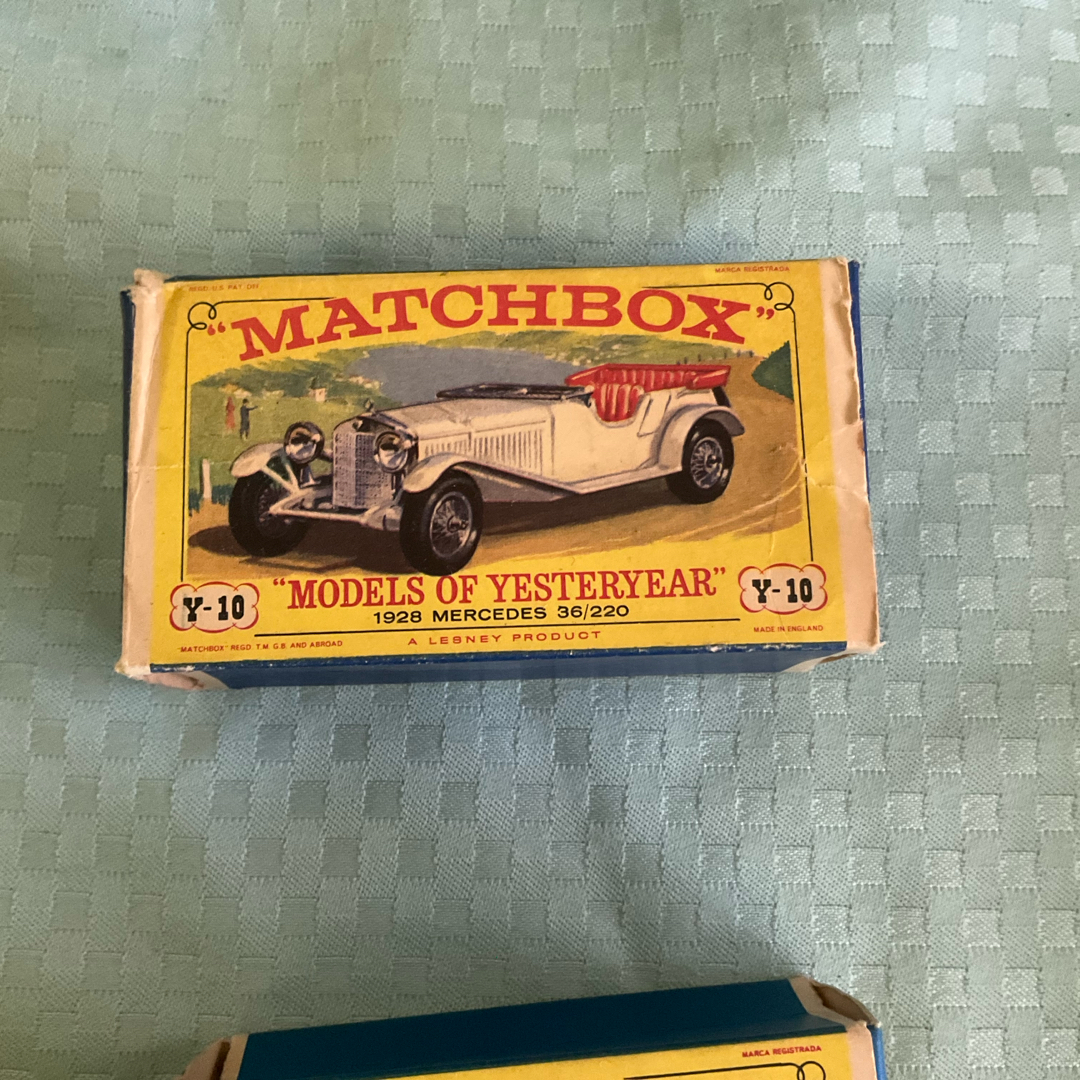 REGD U.S. PAT. OFF.
MARCA REGISTRADA
"MATCHBOX"
"MODELS OF YESTERYEAR"
Y-10
Y-10
1928 MERCEDES 36/220
A LESNEY PRODUCT
"MATCHBOX" REGD. T.M. G.B. AND ABROAD
MADE IN ENGLAND
MARCA REGISTRADA